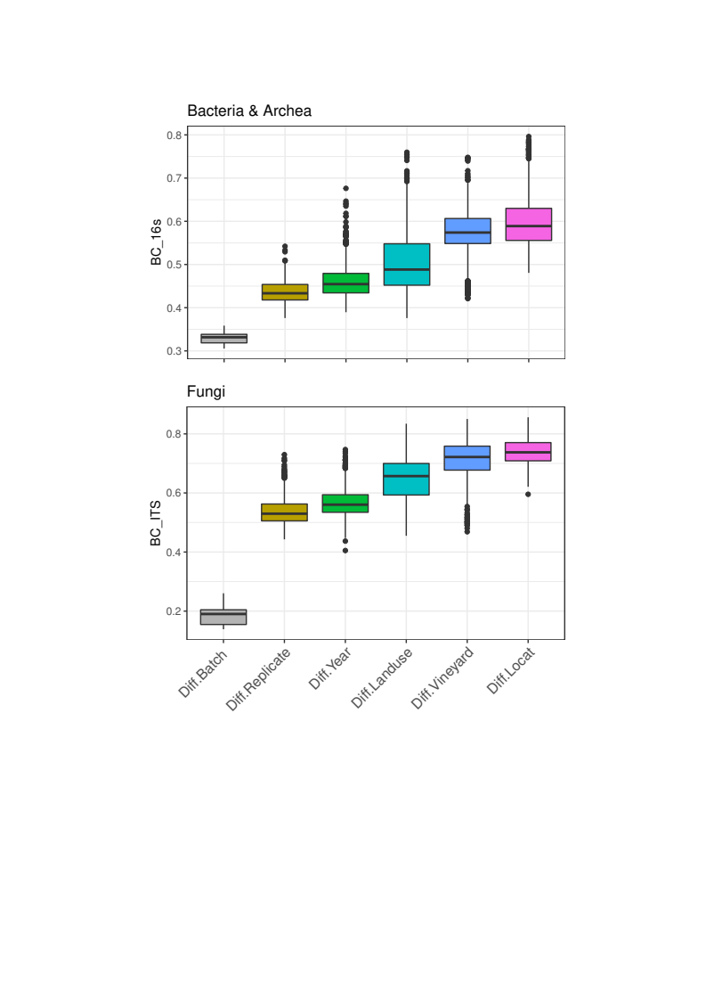 Bacteria & Archea
0.8
0.7
0.6
0.5
0.4
0.3
BC_16s
Fungi
0.8
0.6
0.4
0.2
BC_ITS
Diff.Batch
Diff.Replicate
Diff.Year
Diff.Landuse
Diff.Vineyard
Diff.Locat